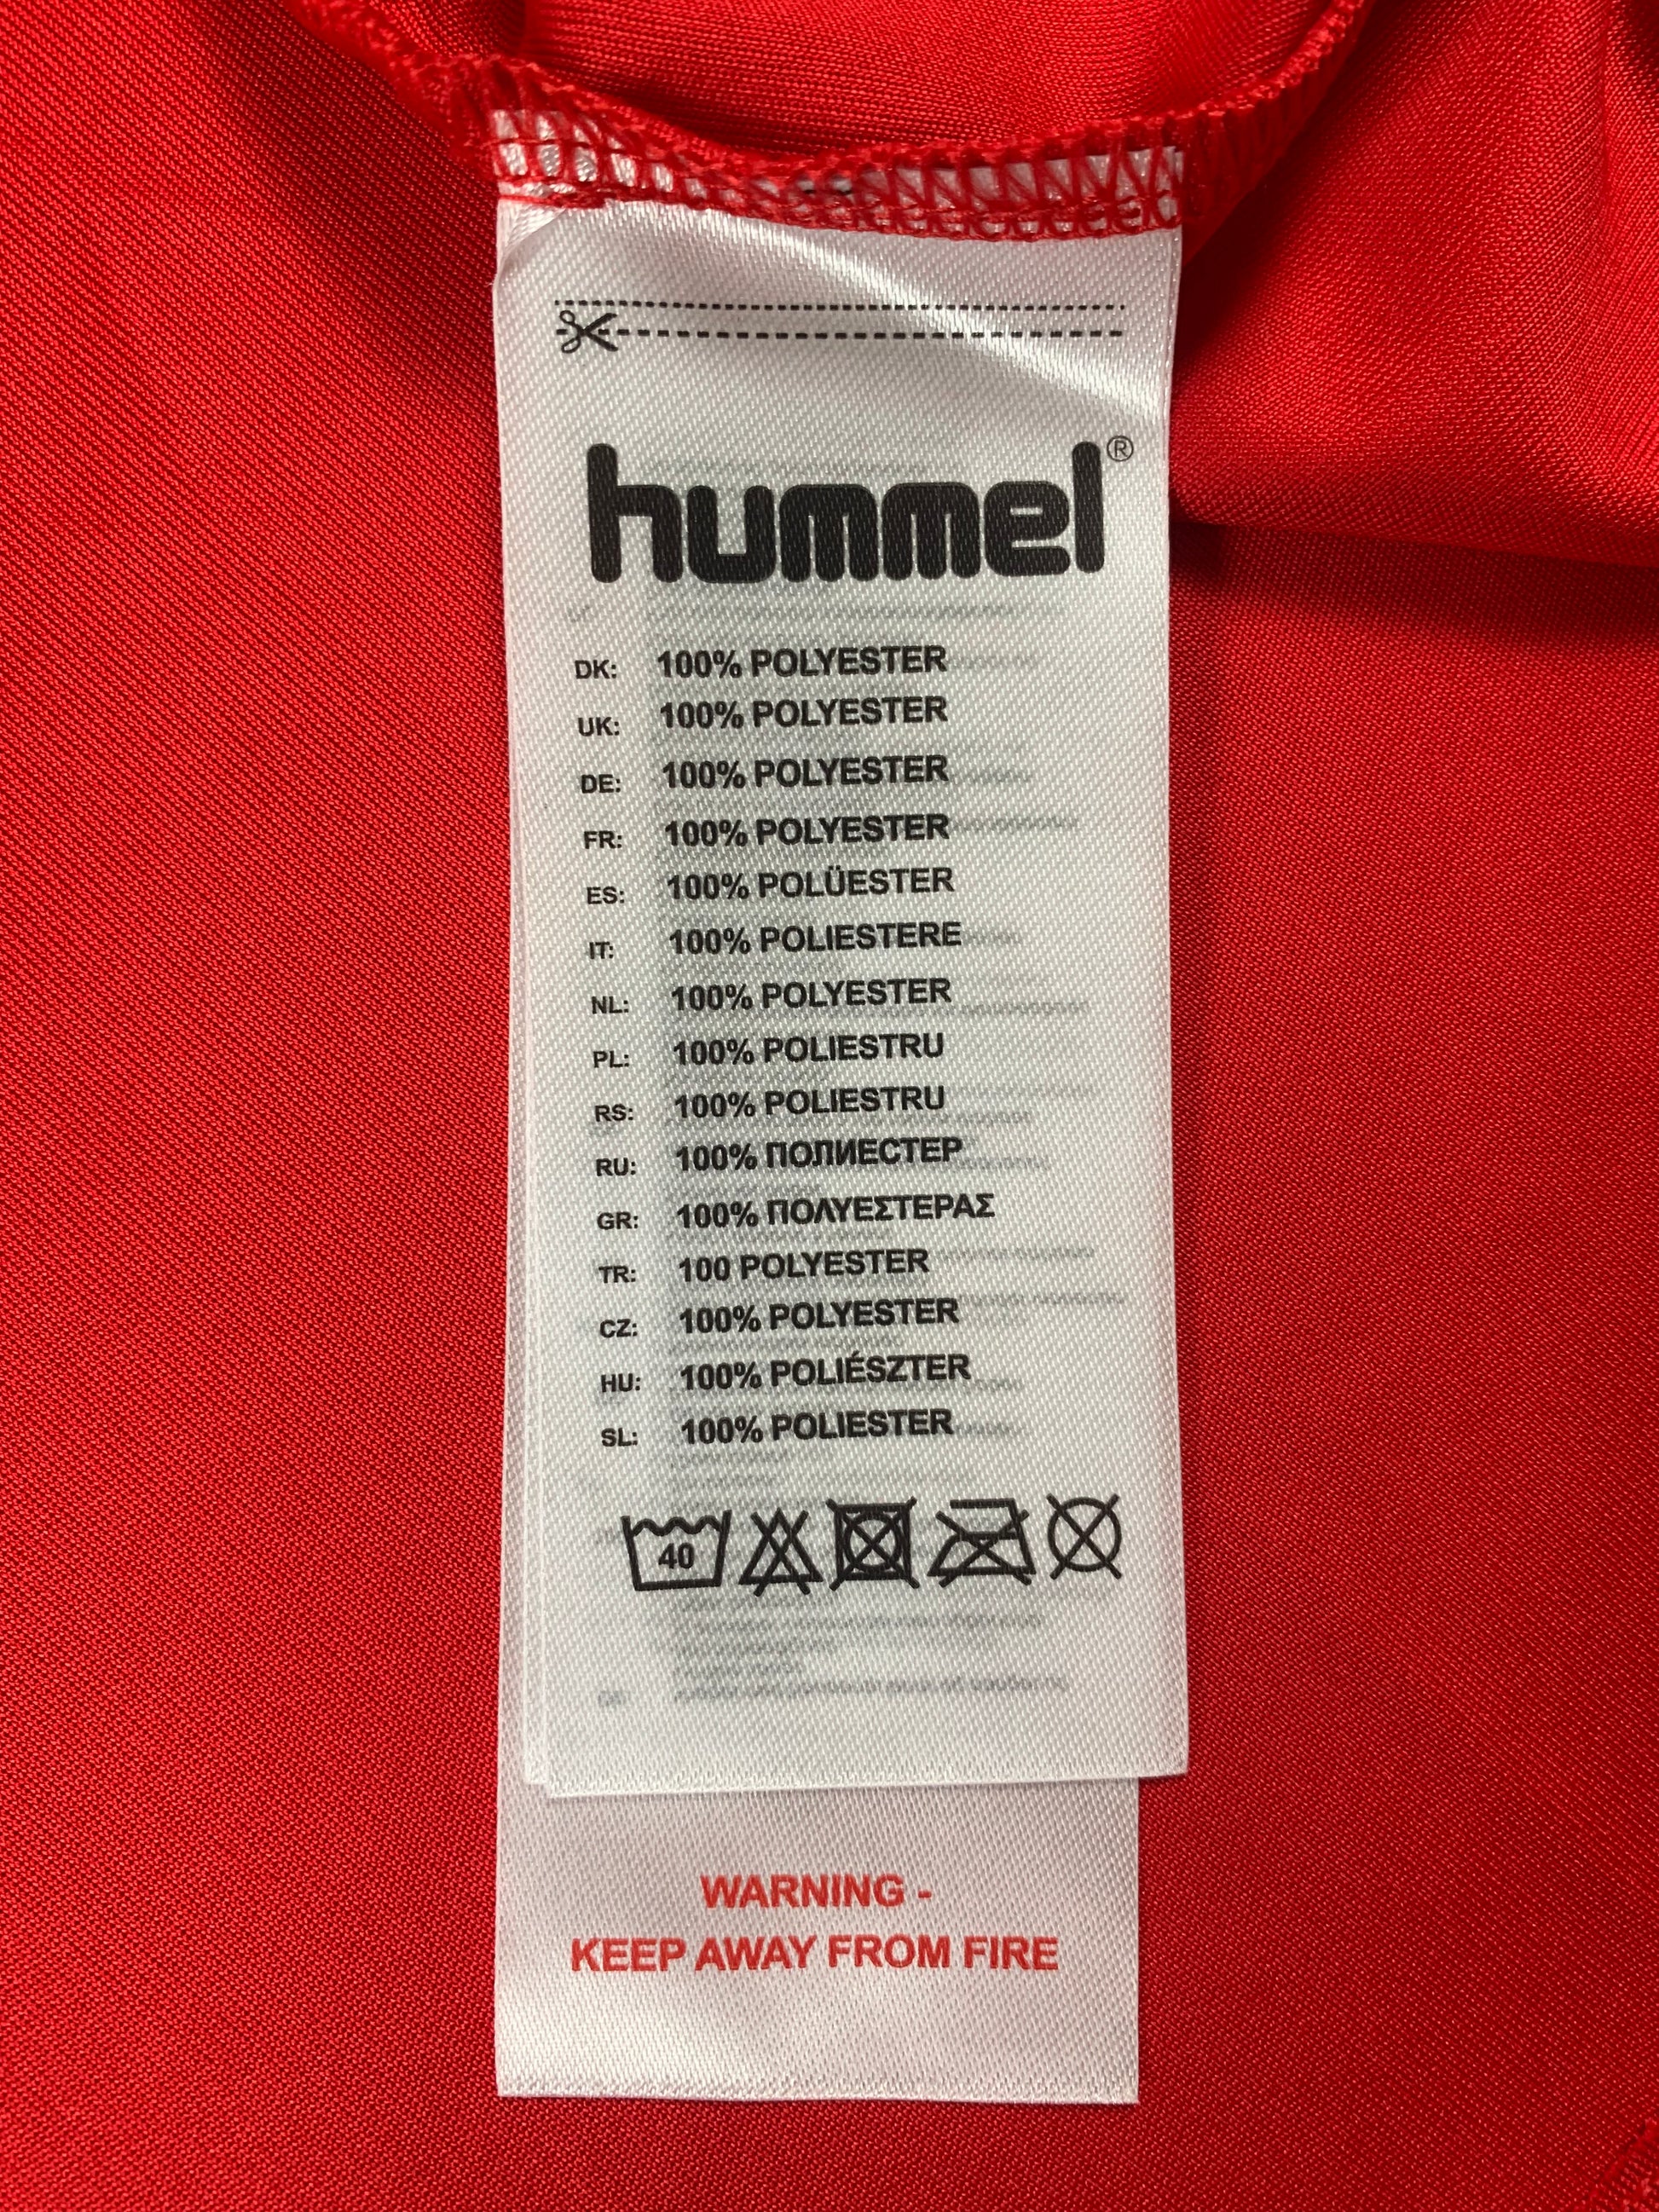 hummel®
DK: 100% POLYESTER
UK: 100% POLYESTER
DE: 100% POLYESTER
FR: 100% POLYESTER
ES: 100% POLÜESTER
IT: 100% POLIESTERE
NL: 100% POLYESTER
PL: 100% POLIESTRU
RS: 100% POLIESTRU
RU: 100% ПОЛИЕСТЕР
GR: 100% ΠΟΛΥΕΣΤΕΡΑΣ
TR: 100 POLYESTER
CZ: 100% POLYESTER
HU: 100% POLIÉSZTER
SL: 100% POLIESTER
40
WARNING -
KEEP AWAY FROM FIRE